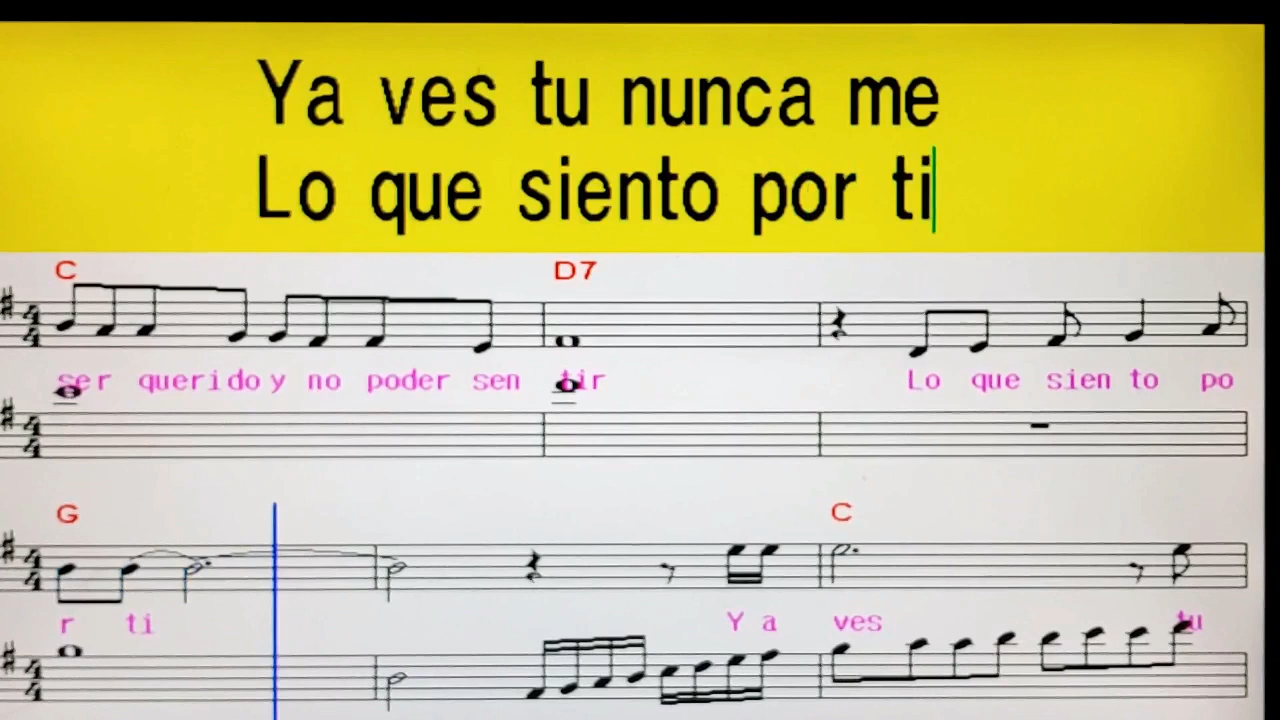 Ya ves tu nunca me
Lo que siento por ti
C D7
ser querido y no poder sen tir Lo que sien to po
G C
r ti Y a ves tu